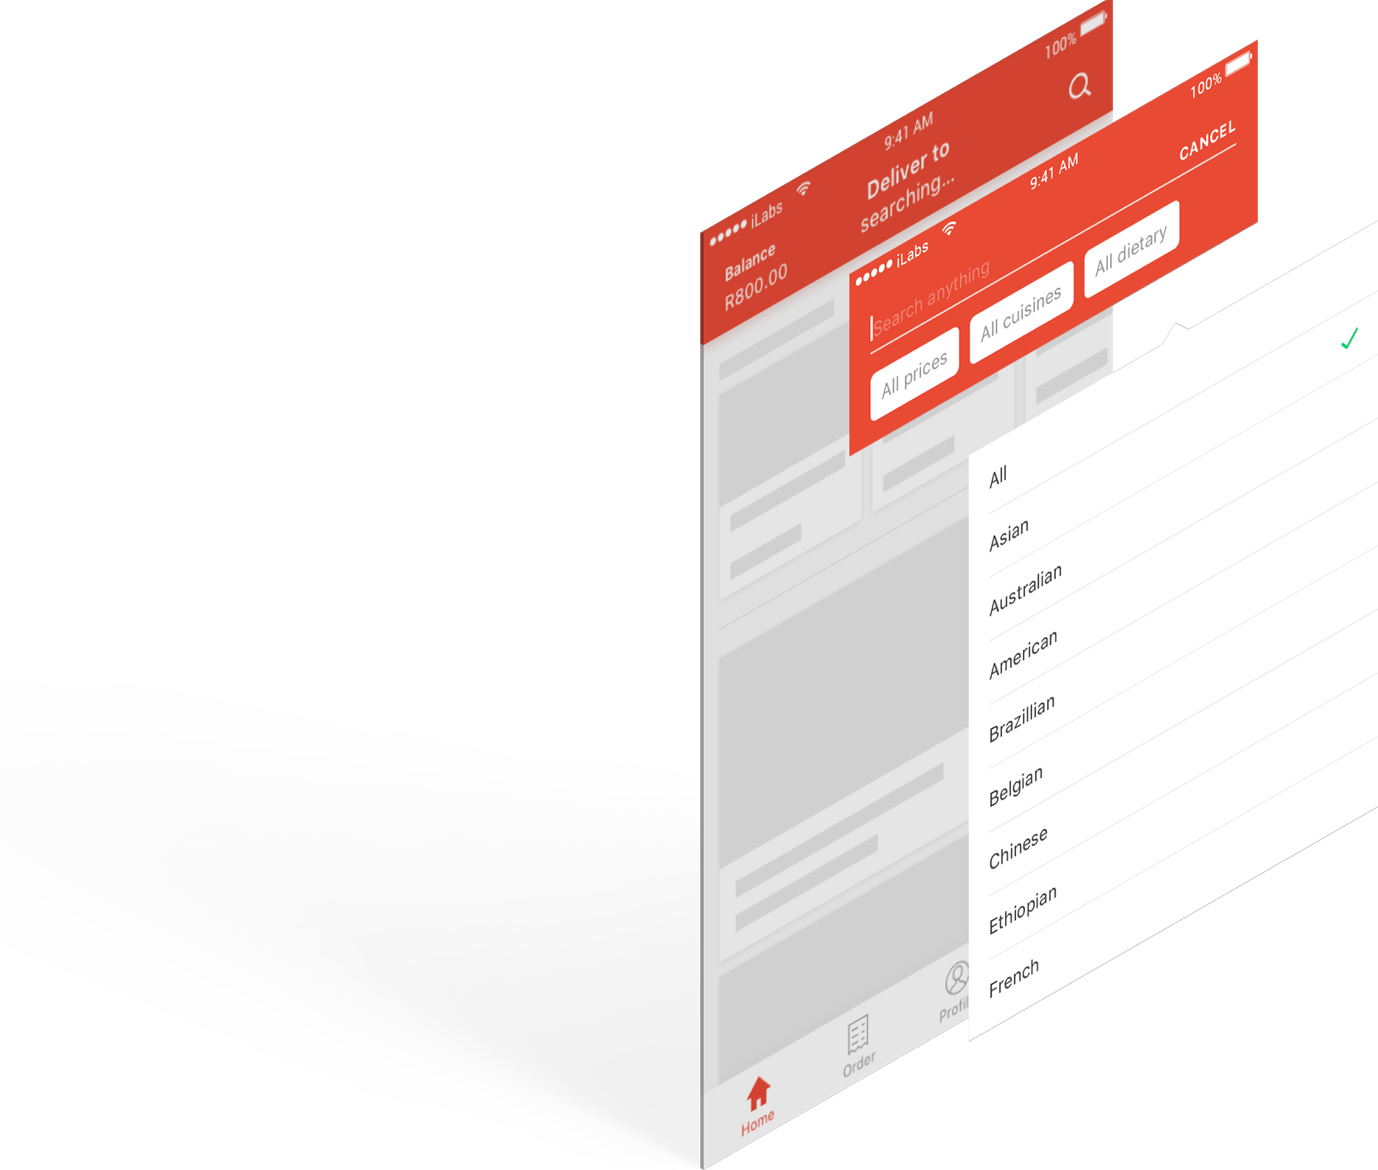 iLabs
9:41 AM
100%
Balance
R800.00
Deliver to
searching...
iLabs
9:41 AM
100%
Search anything
CANCEL
All prices
All cuisines
All dietary
All
Asian
Australian
American
Brazillian
Belgian
Chinese
Ethiopian
French
Home
Order
Profil